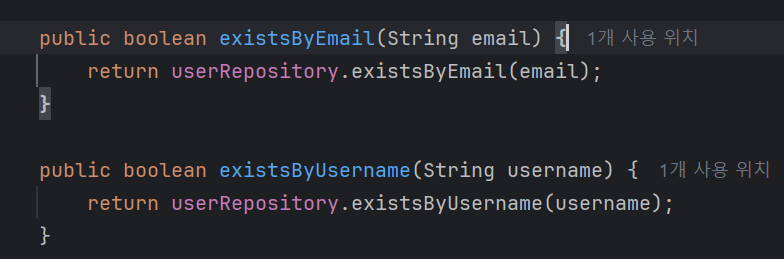 public boolean existsByEmail(String email) { 1개 사용 위치
return userRepository.existsByEmail(email);
}
public boolean existsByUsername(String username) { 1개 사용 위치
return userRepository.existsByUsername(username);
}